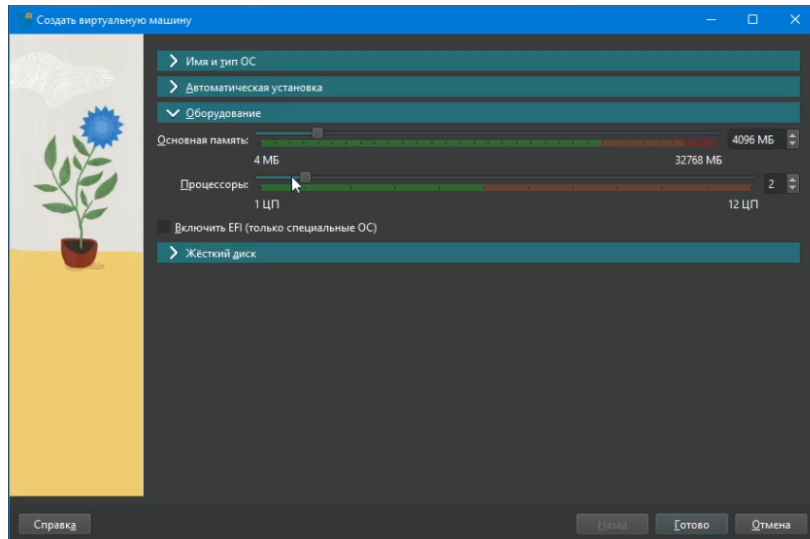 Создать виртуальную машину
Имя и тип ОС
Автоматическая установка
Оборудование
Основная память: 4096 МБ
4 МБ 32768 МБ
Процессоры: 2
1 ЦП 12 ЦП
Включить EFI (только специальные ОС)
Жёсткий диск
Справка Назад Готово Отмена